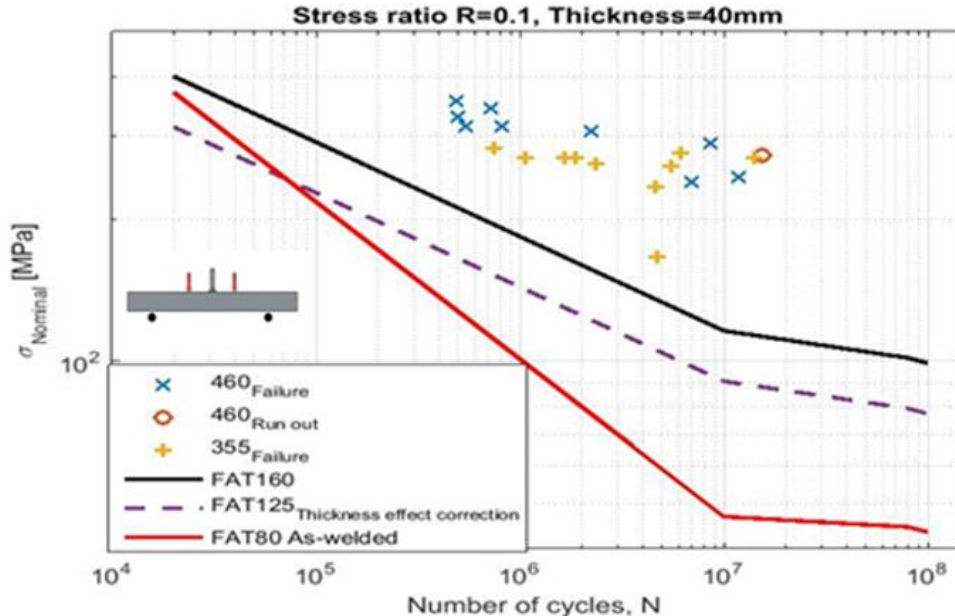 Stress ratio R=0.1, Thickness=40mm
σNominal [MPa]
10²
460Failure
460Run out
355Failure
FAT160
FAT125Thickness effect correction
FAT80 As-welded
10⁴ 10⁵ 10⁶ 10⁷ 10⁸
Number of cycles, N